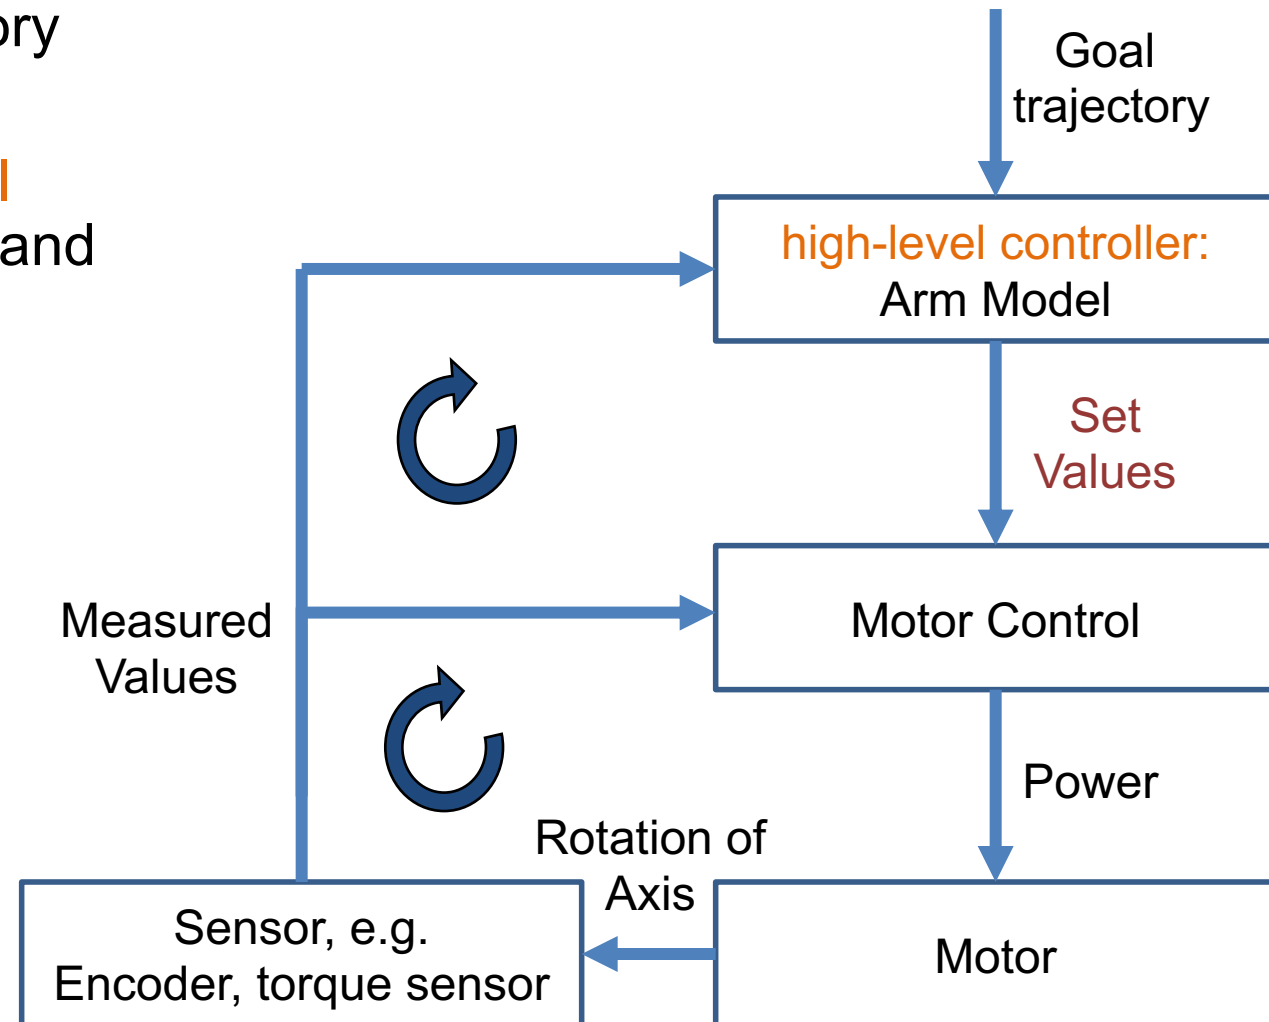 ory
l
and
Goal
trajectory
high-level controller:
Arm Model
Set
Values
Measured
Values
Motor Control
Power
Rotation of
Axis
Sensor, e.g.
Encoder, torque sensor
Motor